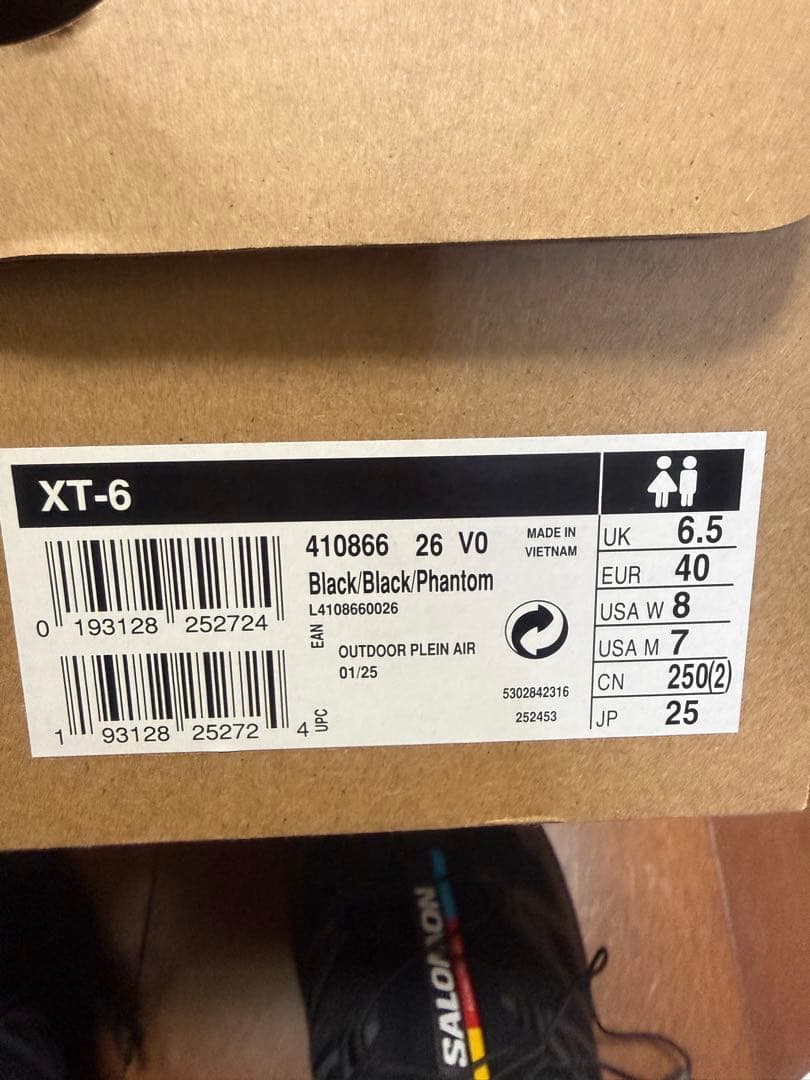 XT-6
410866 26 V0
MADE IN
VIETNAM
Black/Black/Phantom
L4108660026
0 193128 252724
EAN
OUTDOOR PLEIN AIR
01/25
1 93128 25272 4
UPC
5302842316
252453
UK 6.5
EUR 40
USA W 8
USA M 7
CN 250(2)
JP 25
SALOMON